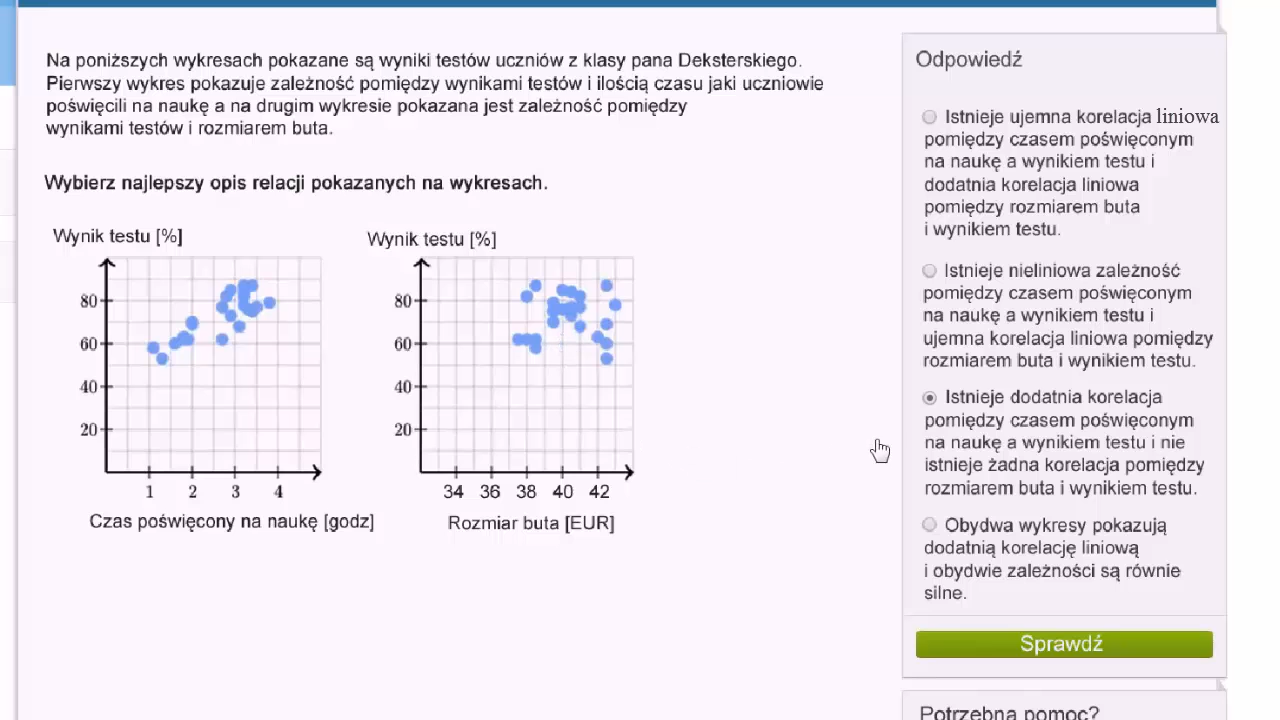 Na poniższych wykresach pokazane są wyniki testów uczniów z klasy pana Deksterskiego.
Pierwszy wykres pokazuje zależność pomiędzy wynikami testów i ilością czasu jaki uczniowie
poświęcili na naukę a na drugim wykresie pokazana jest zależność pomiędzy
wynikami testów i rozmiarem buta.
Wybierz najlepszy opis relacji pokazanych na wykresach.
Wynik testu [%]
80
60
40
20
1 2 3 4
Czas poświęcony na naukę [godz]
Wynik testu [%]
80
60
40
20
34 36 38 40 42
Rozmiar buta [EUR]
Odpowiedź
Istnieje ujemna korelacja liniowa
pomiędzy czasem poświęconym
na naukę a wynikiem testu i
dodatnia korelacja liniowa
pomiędzy rozmiarem buta
i wynikiem testu.
Istnieje nieliniowa zależność
pomiędzy czasem poświęconym
na naukę a wynikiem testu i
ujemna korelacja liniowa pomiędzy
rozmiarem buta i wynikiem testu.
Istnieje dodatnia korelacja
pomiędzy czasem poświęconym
na naukę a wynikiem testu i nie
istnieje żadna korelacja pomiędzy
rozmiarem buta i wynikiem testu.
Obydwa wykresy pokazują
dodatnią korelację liniową
i obydwie zależności są równie
silne.
Sprawdź
Potrzebna pomoc?